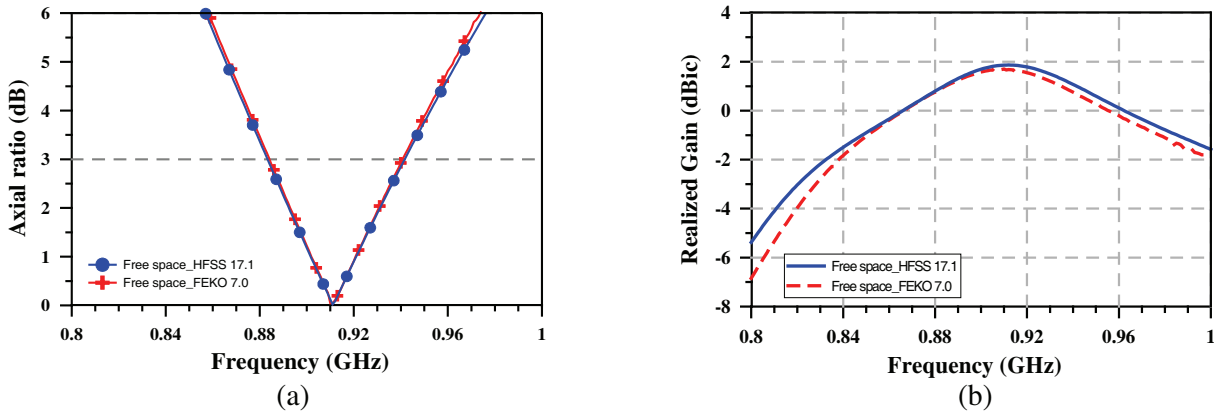 6
5
4
3
2
1
0
Axial ratio (dB)
Free space_HFSS 17.1
Free space_FEKO 7.0
0.8 0.84 0.88 0.92 0.96 1
Frequency (GHz)
(a)
4
2
0
-2
-4
-6
-8
Realized Gain (dBic)
Free space_HFSS 17.1
Free space_FEKO 7.0
0.8 0.84 0.88 0.92 0.96 1
Frequency (GHz)
(b)